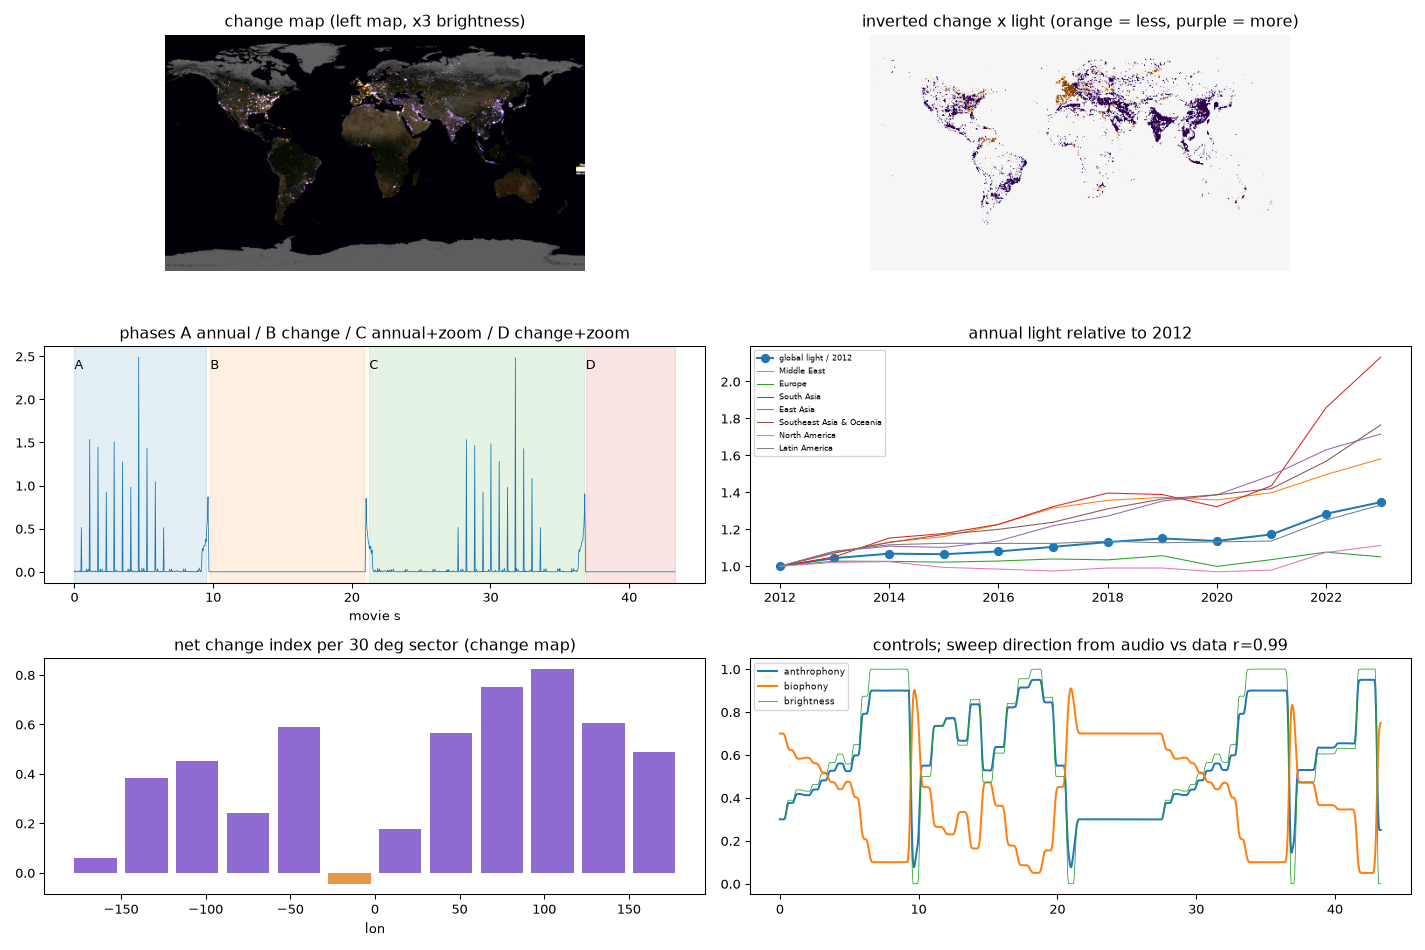 change map (left map, x3 brightness)
inverted change x light (orange = less, purple = more)
phases A annual / B change / C annual+zoom / D change+zoom
2.5
2.0
1.5
1.0
0.5
0.0
A
B
C
D
0
10
20
30
40
movie s
annual light relative to 2012
global light / 2012
Middle East
Europe
South Asia
East Asia
Southeast Asia & Oceania
North America
Latin America
2.0
1.8
1.6
1.4
1.2
1.0
2012
2014
2016
2018
2020
2022
net change index per 30 deg sector (change map)
0.8
0.6
0.4
0.2
0.0
−150
−100
−50
0
50
100
150
lon
controls; sweep direction from audio vs data r=0.99
anthrophony
biophony
brightness
1.0
0.8
0.6
0.4
0.2
0.0
0
10
20
30
40